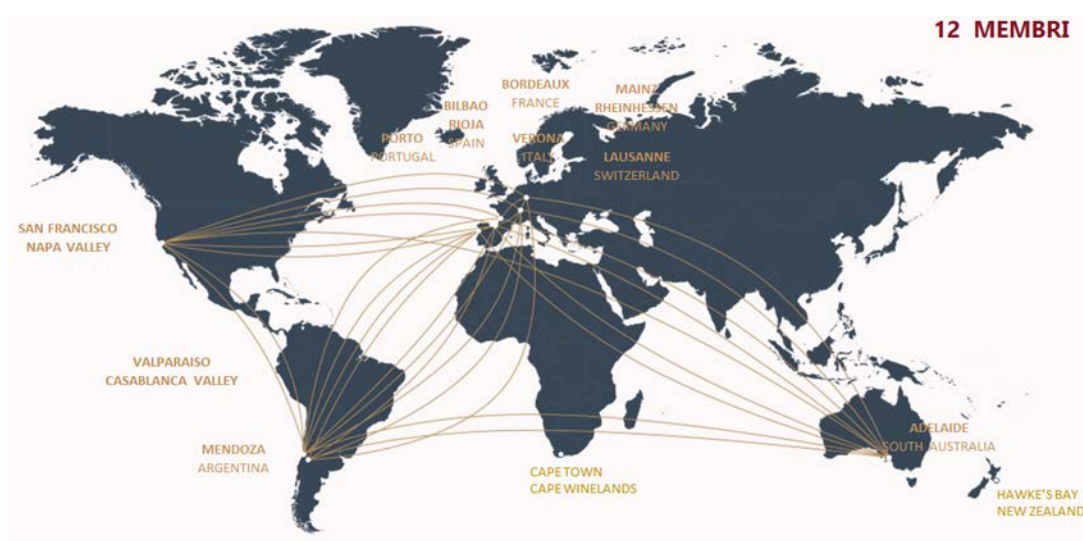 12 MEMBRI
BORDEAUX
FRANCE
MAINZ
RHEINHESSEN
GERMANY
BILBAO
RIOJA
SPAIN
PORTO
PORTUGAL
VERONA
ITALY
LAUSANNE
SWITZERLAND
SAN FRANCISCO
NAPA VALLEY
VALPARAISO
CASABLANCA VALLEY
MENDOZA
ARGENTINA
ADELAIDE
SOUTH AUSTRALIA
CAPE TOWN
CAPE WINELANDS
HAWKE'S BAY
NEW ZEALAND